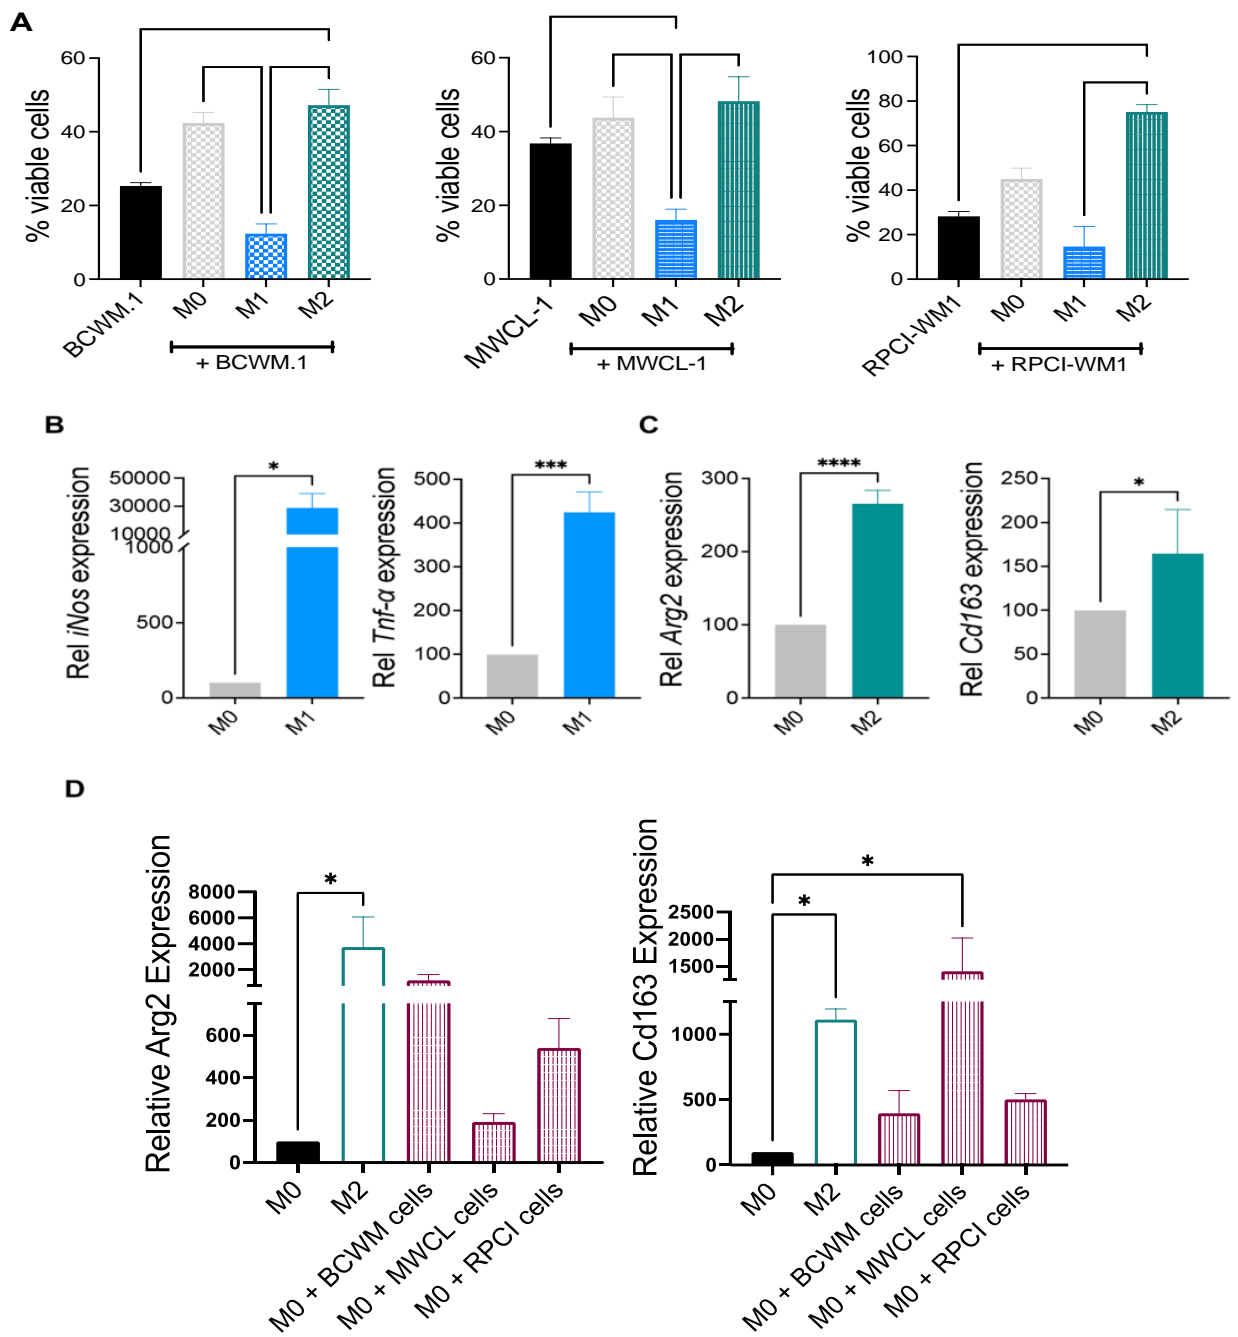 A
% viable cells
60
40
20
0
BCWM.1
M0
M1
M2
+ BCWM.1
% viable cells
60
40
20
0
MWCL-1
M0
M1
M2
+ MWCL-1
% viable cells
100
80
60
40
20
0
RPCI-WM1
M0
M1
M2
+ RPCI-WM1
B
Rel iNos expression
50000
30000
10000
1000
500
0
*
M0
M1
Rel Tnf-α expression
500
400
300
200
100
0
***
M0
M1
C
Rel Arg2 expression
300
200
100
0
****
M0
M2
Rel Cd163 expression
250
200
150
100
50
0
*
M0
M2
D
Relative Arg2 Expression
8000
6000
4000
2000
600
400
200
0
*
M0
M2
M0 + BCWM cells
M0 + MWCL cells
M0 + RPCI cells
Relative Cd163 Expression
2500
2000
1500
1000
500
0
*
*
M0
M2
M0 + BCWM cells
M0 + MWCL cells
M0 + RPCI cells